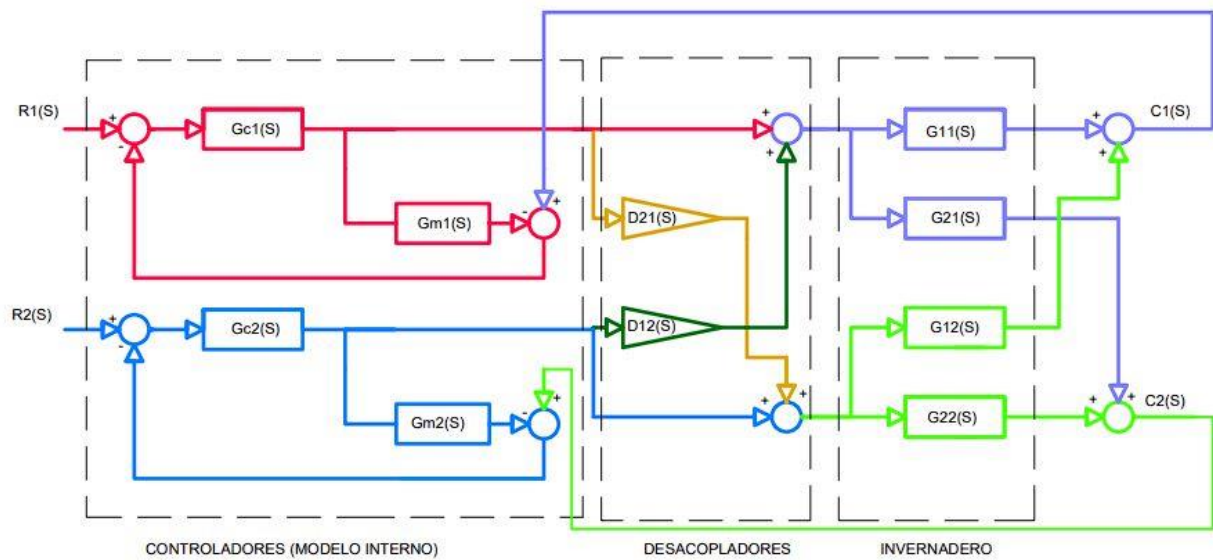 R1(S)
Gc1(S)
G11(S)
C1(S)
Gm1(S)
D21(S)
G21(S)
R2(S)
Gc2(S)
D12(S)
G12(S)
Gm2(S)
G22(S)
C2(S)
+
-
-
+
+
+
+
+
+
-
-
+
+
+
+
+
CONTROLADORES (MODELO INTERNO)
DESACOPLADORES
INVERNADERO